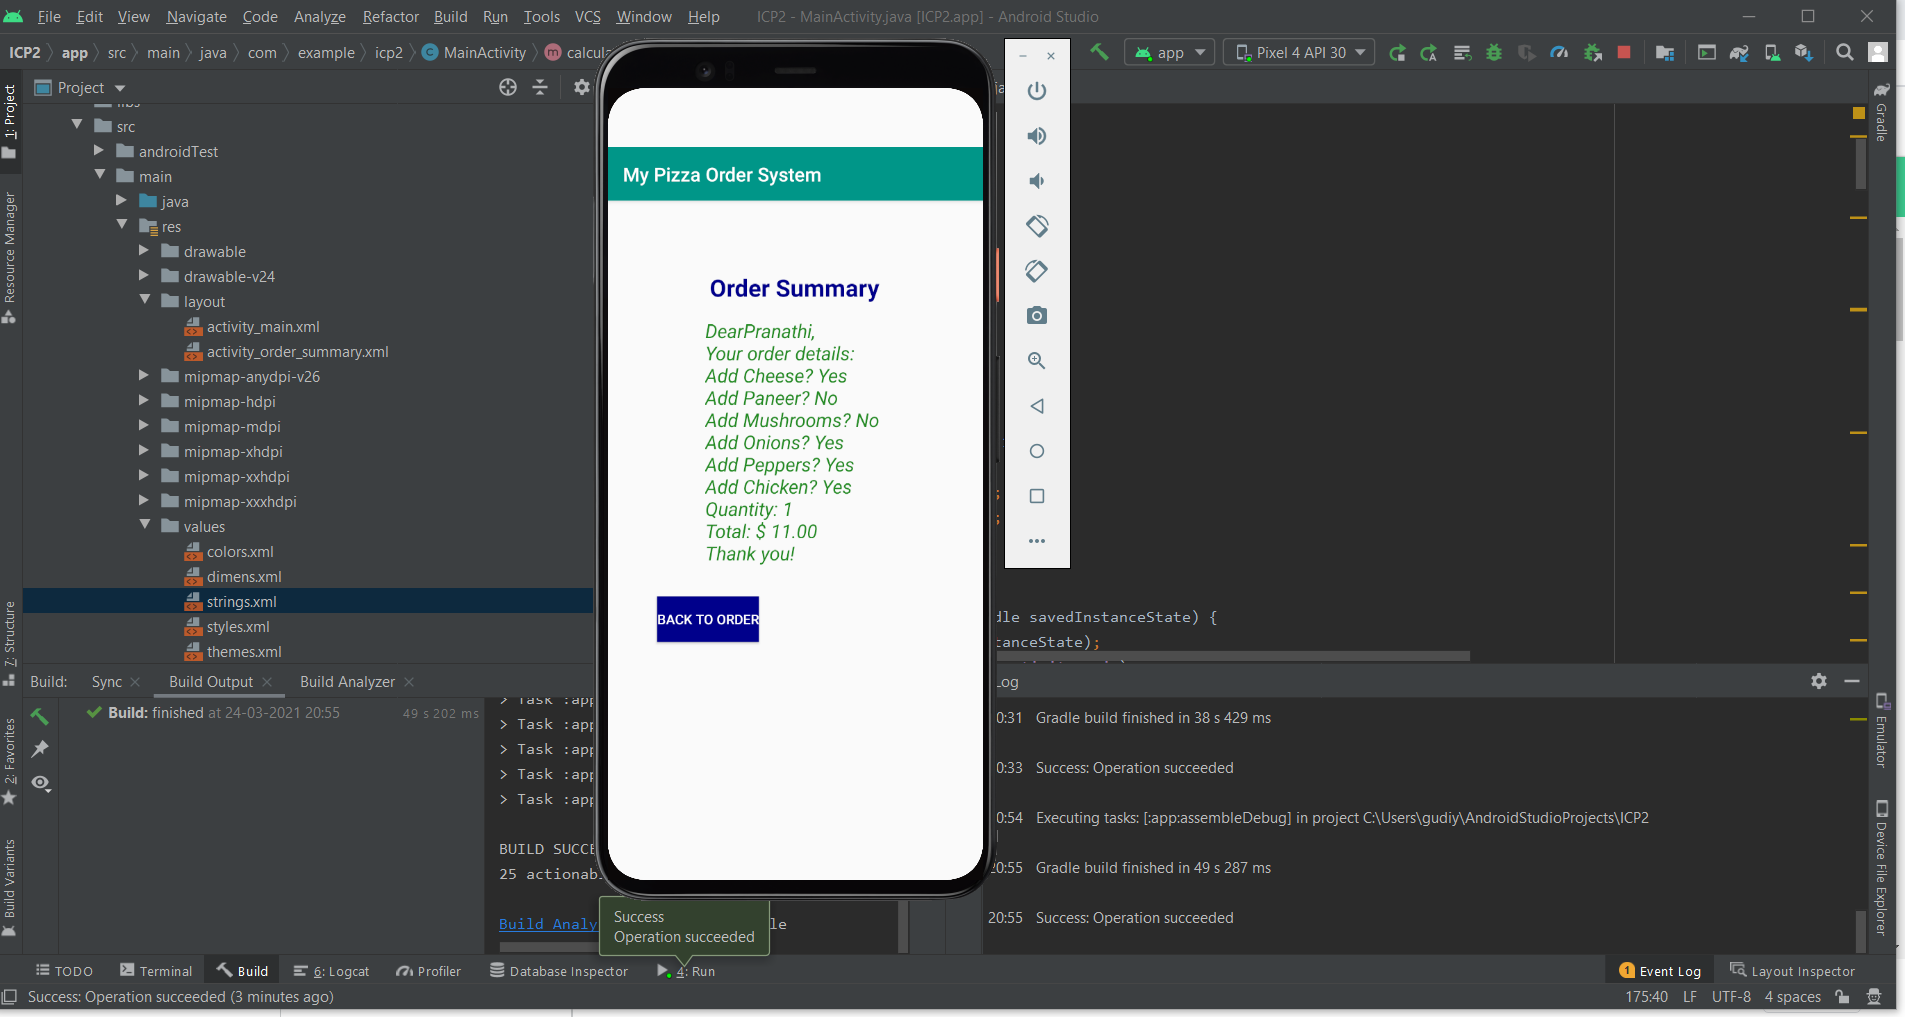 File Edit View Navigate Code Analyze Refactor Build Run Tools VCS Window Help ICP2 - MainActivity.java [ICP2.app] - Android Studio
ICP2 app src main java com example icp2 C MainActivity m calcula
app Pixel 4 API 30
Project
1: Project
Resource Manager
7: Structure
2: Favorites
Build Variants
libs
src
androidTest
main
java
res
drawable
drawable-v24
layout
activity_main.xml
activity_order_summary.xml
mipmap-anydpi-v26
mipmap-hdpi
mipmap-mdpi
mipmap-xhdpi
mipmap-xxhdpi
mipmap-xxxhdpi
values
colors.xml
dimens.xml
strings.xml
styles.xml
themes.xml
My Pizza Order System
Order Summary
DearPranathi,
Your order details:
Add Cheese? Yes
Add Paneer? No
Add Mushrooms? No
Add Onions? Yes
Add Peppers? Yes
Add Chicken? Yes
Quantity: 1
Total: $ 11.00
Thank you!
BACK TO ORDER
;
;
dle savedInstanceState) {
tanceState);
Gradle
Emulator
Device File Explorer
Build: Sync Build Output Build Analyzer
Build: finished at 24-03-2021 20:55 49 s 202 ms
> Task :app
> Task :app
> Task :app
> Task :app
> Task :app
BUILD SUCCE
25 actionab
Build Analy le
Log
0:31 Gradle build finished in 38 s 429 ms
0:33 Success: Operation succeeded
0:54 Executing tasks: [:app:assembleDebug] in project C:\Users\gudiy\AndroidStudioProjects\ICP2
20:55 Gradle build finished in 49 s 287 ms
20:55 Success: Operation succeeded
Success
Operation succeeded
TODO Terminal Build 6: Logcat Profiler Database Inspector 4: Run 1 Event Log Layout Inspector
Success: Operation succeeded (3 minutes ago) 175:40 LF UTF-8 4 spaces